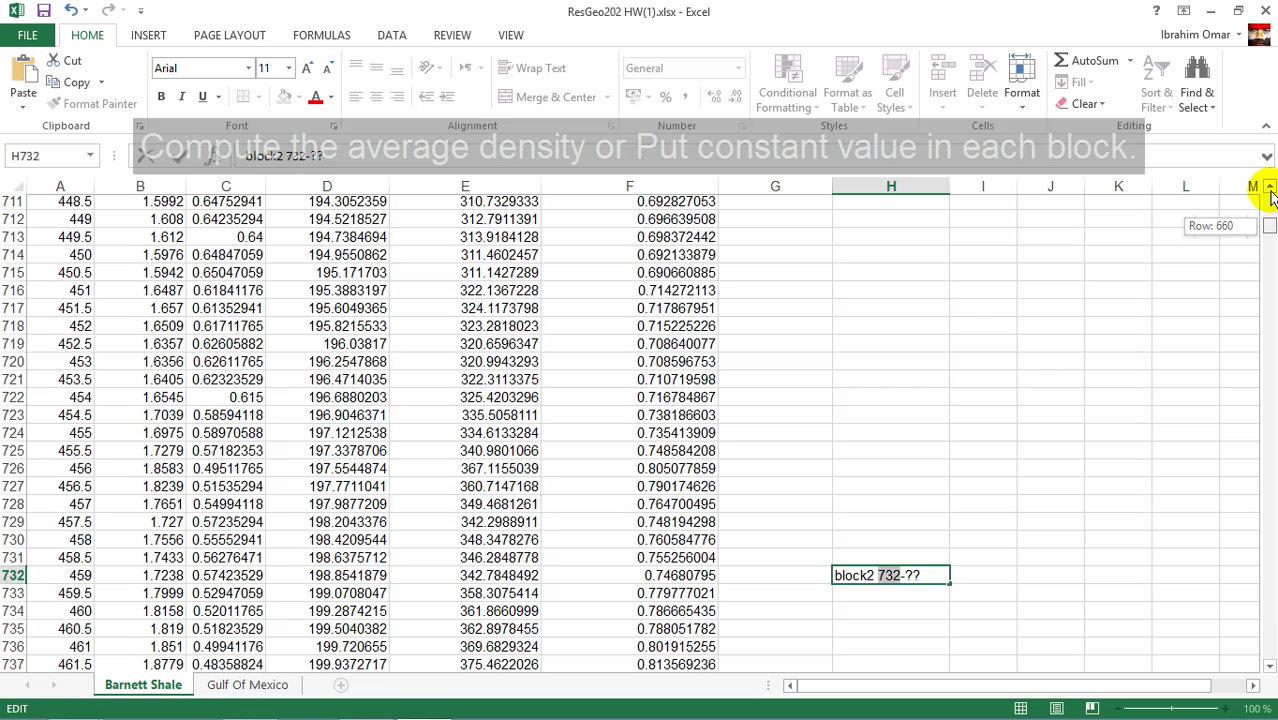 ResGeo202 HW(1).xlsx - Excel
FILE HOME INSERT PAGE LAYOUT FORMULAS DATA REVIEW VIEW Ibrahim Omar
Paste Cut Copy Format Painter Clipboard
Arial 11 Font
Wrap Text Merge & Center Alignment
General Number
Conditional Formatting Format as Table Cell Styles Styles
Insert Delete Format Cells
AutoSum Fill Clear Sort & Filter Find & Select Editing
Compute the average density or Put constant value in each block.
H732 block2 732-??
A B C D E F G H I J K L M
711 448.5 1.5992 0.64752941 194.3052359 310.7329333 0.692827053
712 449 1.608 0.64235294 194.5218527 312.7911391 0.696639508
713 449.5 1.612 0.64 194.7384694 313.9184128 0.698372442
714 450 1.5976 0.64847059 194.9550862 311.4602457 0.692133879
715 450.5 1.5942 0.65047059 195.171703 311.1427289 0.690660885
716 451 1.6487 0.61841176 195.3883197 322.1367228 0.714272113
717 451.5 1.657 0.61352941 195.6049365 324.1173798 0.717867951
718 452 1.6509 0.61711765 195.8215533 323.2818023 0.715225226
719 452.5 1.6357 0.62605882 196.03817 320.6596347 0.708640077
720 453 1.6356 0.62611765 196.2547868 320.9943293 0.708596753
721 453.5 1.6405 0.62323529 196.4714035 322.3113375 0.710719598
722 454 1.6545 0.615 196.6880203 325.4203296 0.716784867
723 454.5 1.7039 0.58594118 196.9046371 335.5058111 0.738186603
724 455 1.6975 0.58970588 197.1212538 334.6133284 0.735413909
725 455.5 1.7279 0.57182353 197.3378706 340.9801066 0.748584208
726 456 1.8583 0.49511765 197.5544874 367.1155039 0.805077859
727 456.5 1.8239 0.51535294 197.7711041 360.7147168 0.790174626
728 457 1.7651 0.54994118 197.9877209 349.4681261 0.764700495
729 457.5 1.727 0.57235294 198.2043376 342.2988911 0.748194298
730 458 1.7556 0.55552941 198.4209544 348.3478276 0.760584776
731 458.5 1.7433 0.56276471 198.6375712 346.2848778 0.755256004
732 459 1.7238 0.57423529 198.8541879 342.7848492 0.74680795 block2 732-??
733 459.5 1.7999 0.52947059 199.0708047 358.3075414 0.779777021
734 460 1.8158 0.52011765 199.2874215 361.8660999 0.786665435
735 460.5 1.819 0.51823529 199.5040382 362.8978455 0.788051782
736 461 1.851 0.49941176 199.720655 369.6829324 0.801915255
737 461.5 1.8779 0.48358824 199.9372717 375.4622026 0.813569236
Row: 660
Barnett Shale Gulf Of Mexico
EDIT 100 %